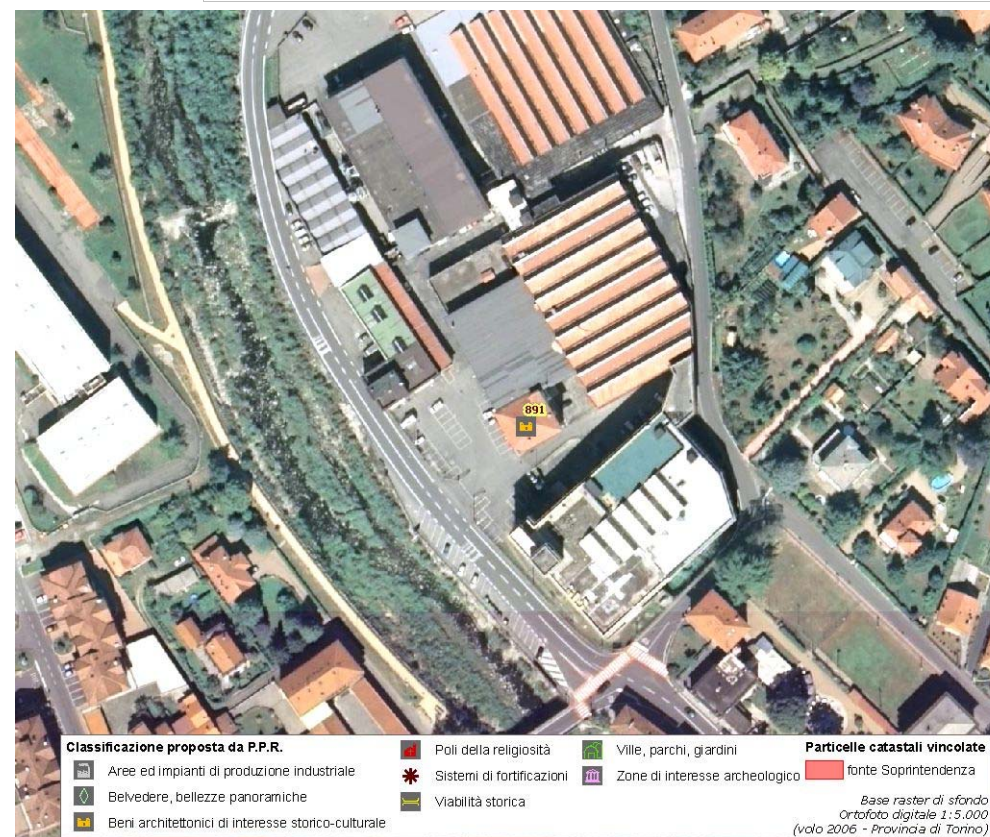 891
Classificazione proposta da P.P.R.
Aree ed impianti di produzione industriale
Belvedere, bellezze panoramiche
Beni architettonici di interesse storico-culturale
Poli della religiosità
Sistemi di fortificazioni
Viabilità storica
Ville, parchi, giardini
Zone di interesse archeologico
Particelle catastali vincolate
fonte Soprintendenza
Base raster di sfondo
Ortofoto digitale 1:5.000
(volo 2006 - Provincia di Torino)